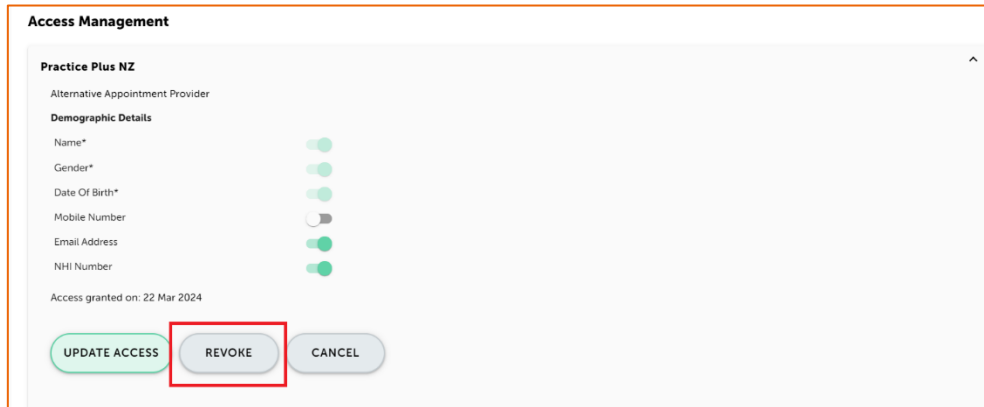 Access Management
Practice Plus NZ
Alternative Appointment Provider
Demographic Details
Name*
Gender*
Date Of Birth*
Mobile Number
Email Address
NHI Number
Access granted on: 22 Mar 2024
UPDATE ACCESS REVOKE CANCEL